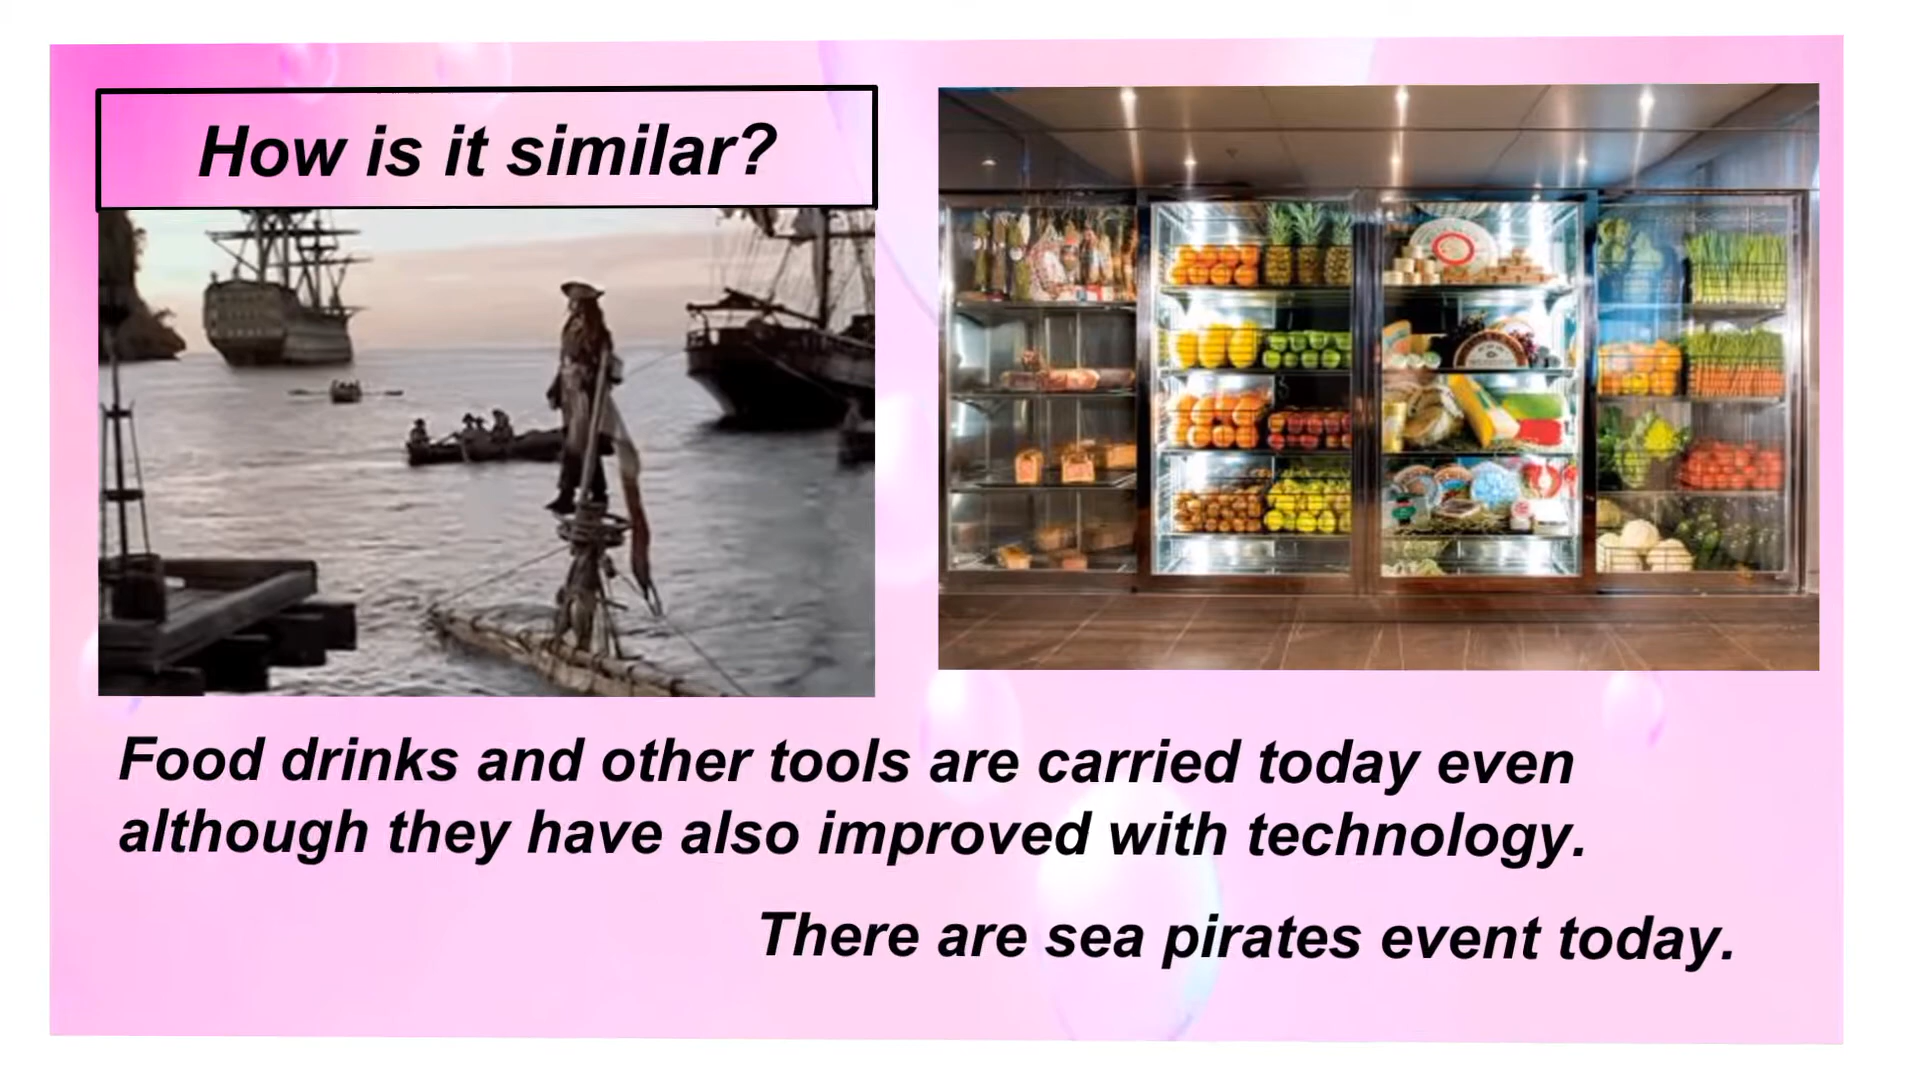 How is it similar?
Food drinks and other tools are carried today even
although they have also improved with technology.
There are sea pirates event today.